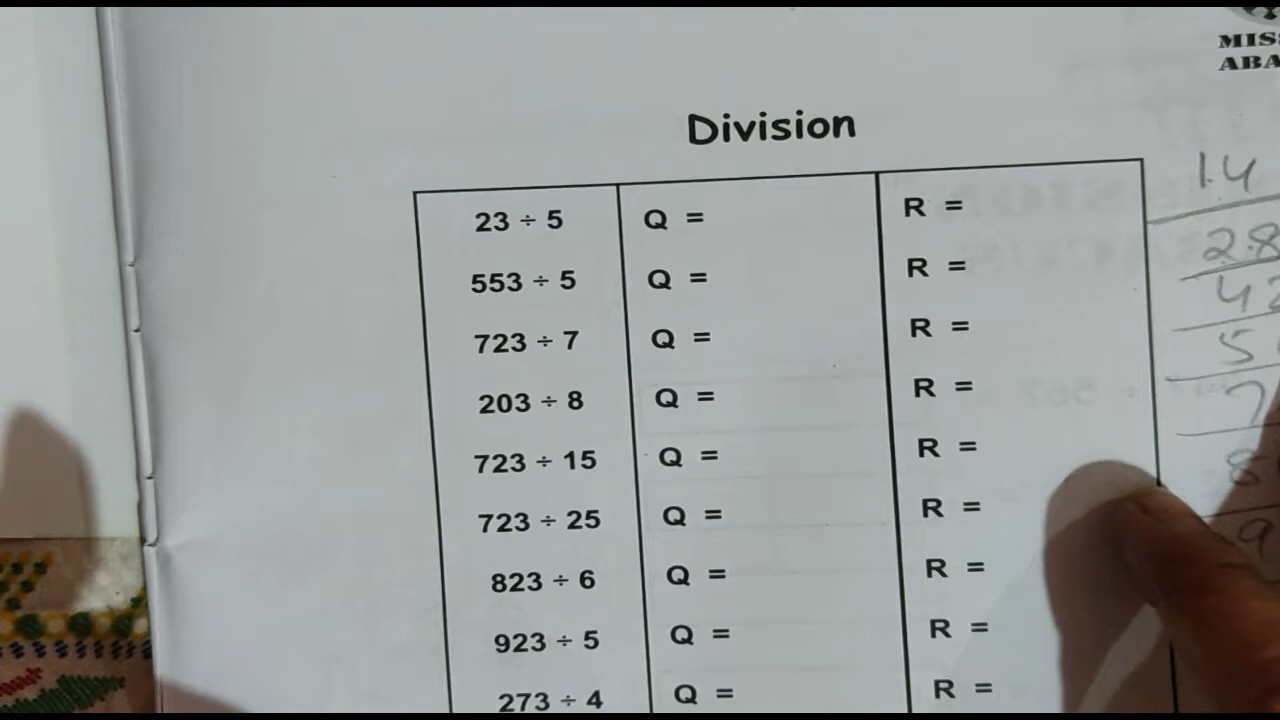 Division
23 ÷ 5 Q = R =
553 ÷ 5 Q = R =
723 ÷ 7 Q = R =
203 ÷ 8 Q = R =
723 ÷ 15 Q = R =
723 ÷ 25 Q = R =
823 ÷ 6 Q = R =
923 ÷ 5 Q = R =
273 ÷ 4 Q = R =
14
28